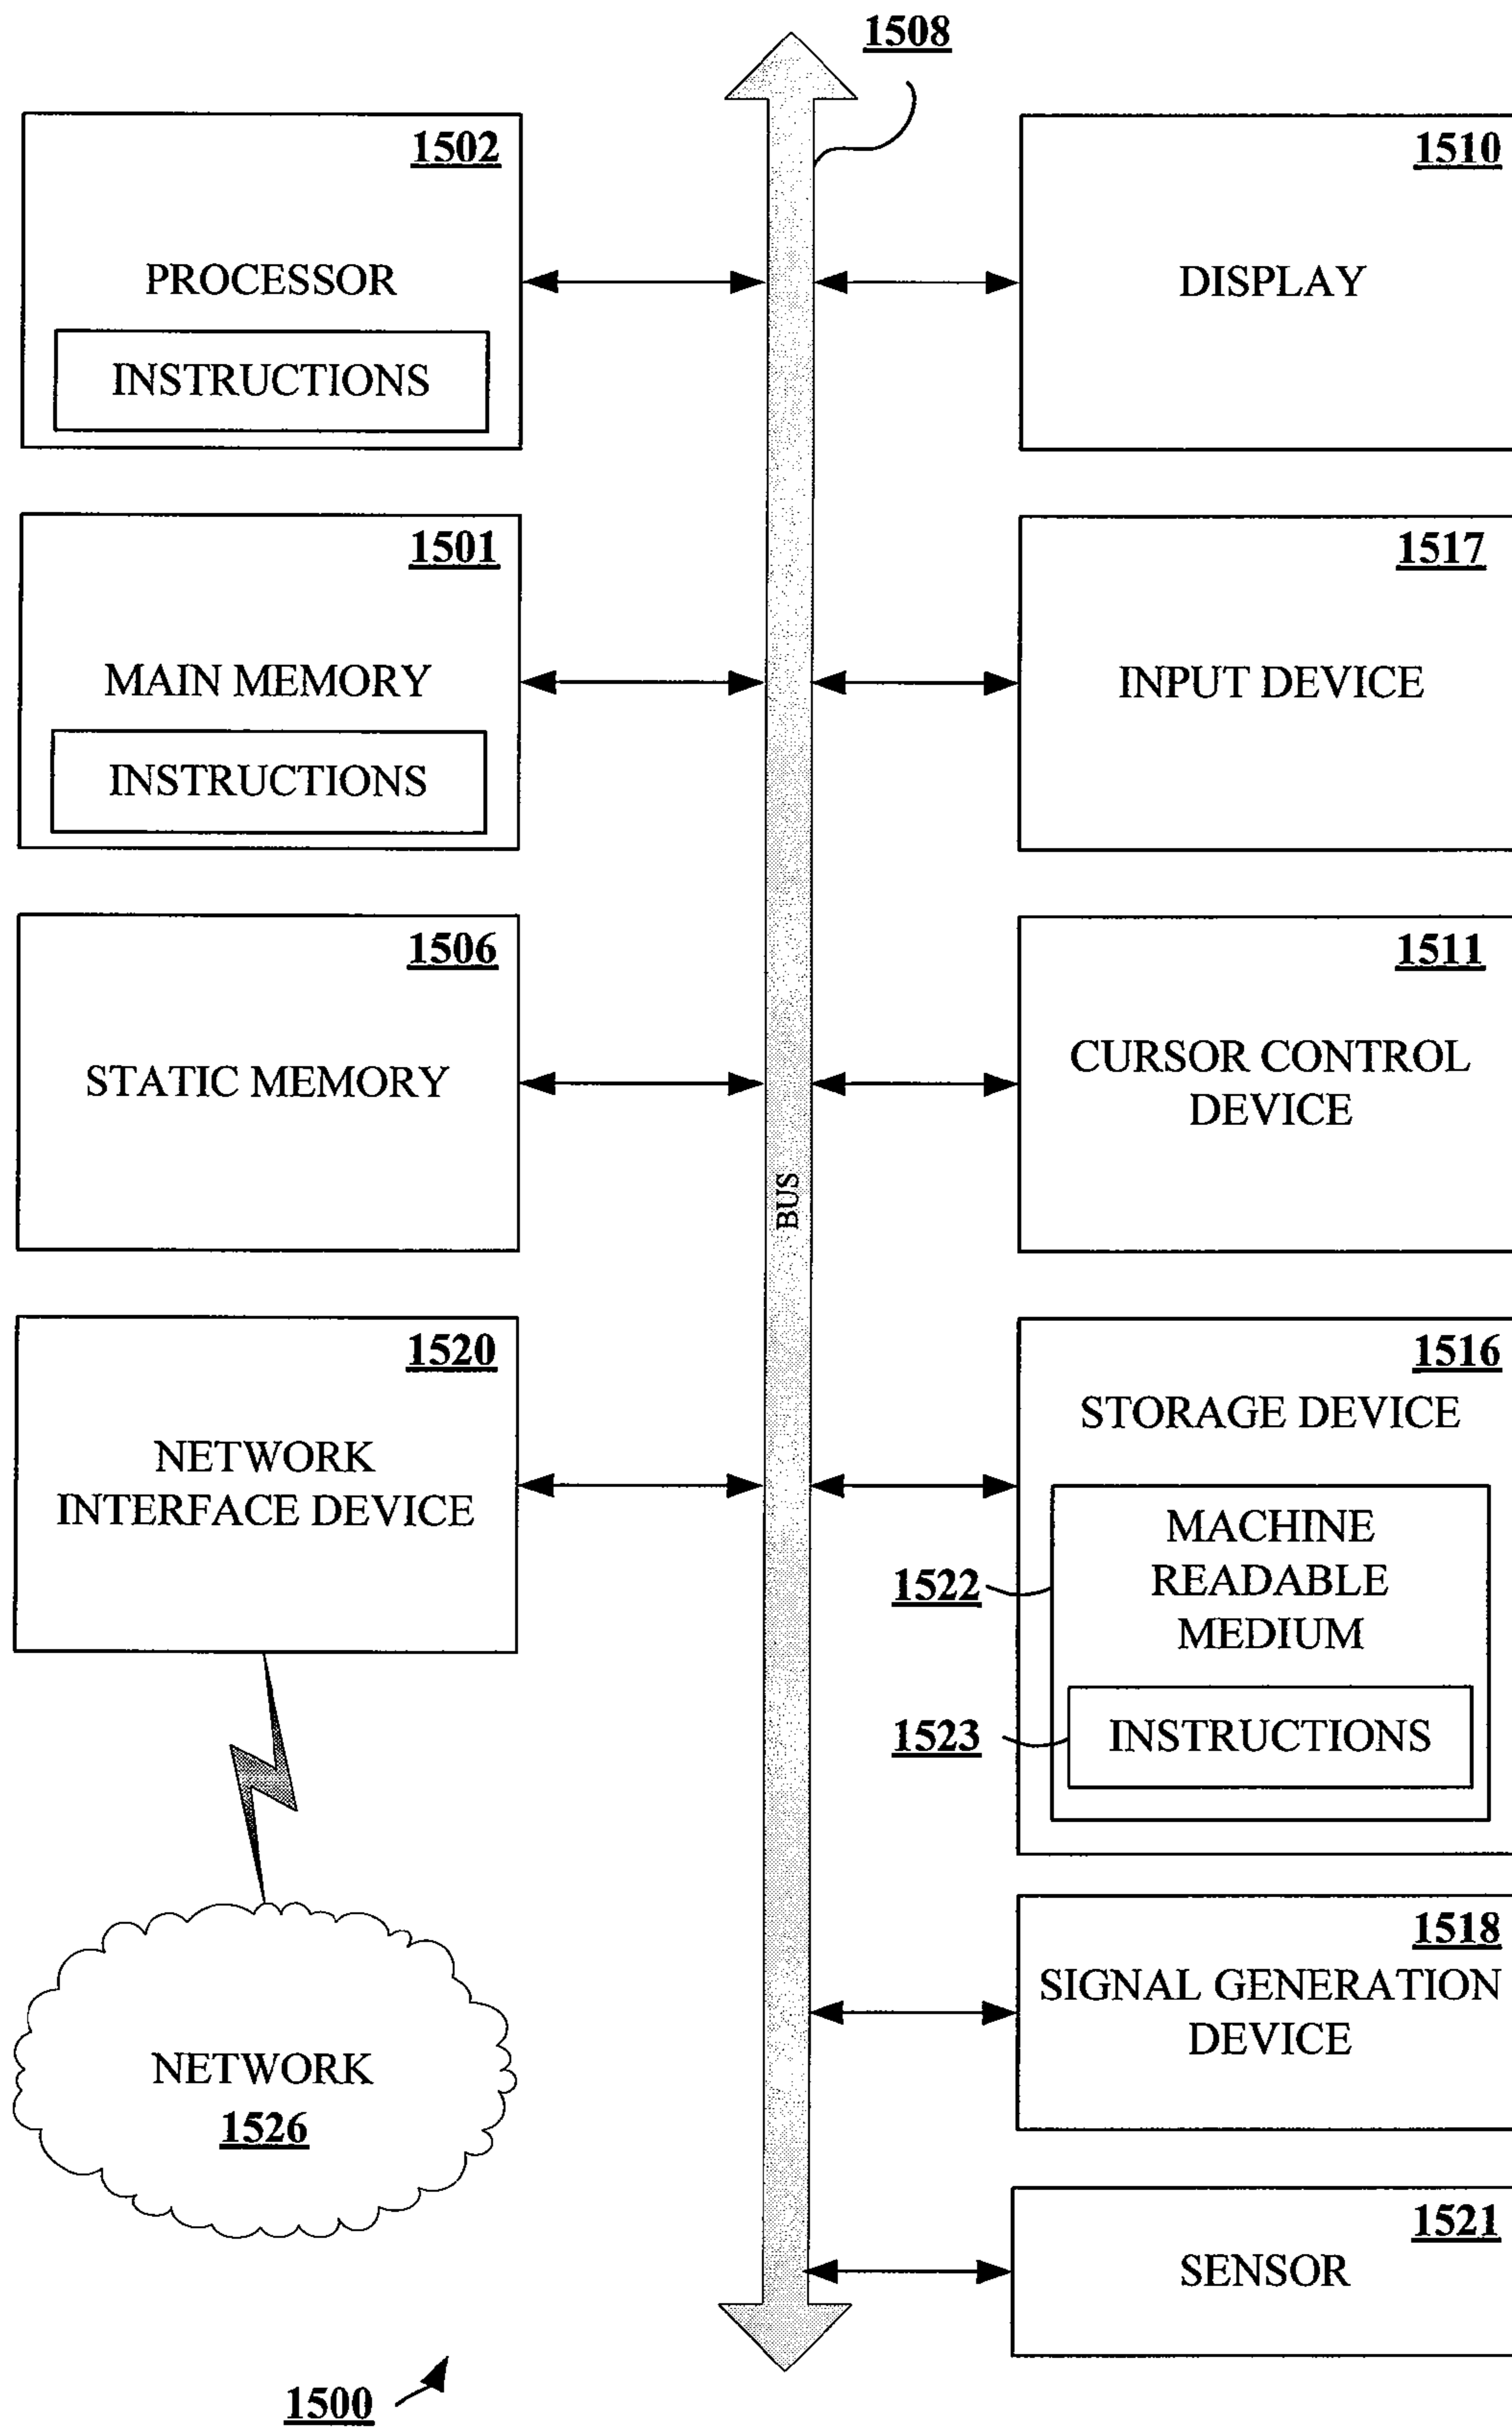 1508
1502
PROCESSOR
INSTRUCTIONS
1510
DISPLAY
1501
MAIN MEMORY
INSTRUCTIONS
1517
INPUT DEVICE
1506
STATIC MEMORY
1511
CURSOR CONTROL
DEVICE
BUS
1520
NETWORK
INTERFACE DEVICE
1516
STORAGE DEVICE
MACHINE
READABLE
MEDIUM
1522
INSTRUCTIONS
1523
1518
SIGNAL GENERATION
DEVICE
NETWORK
1526
1521
SENSOR
1500